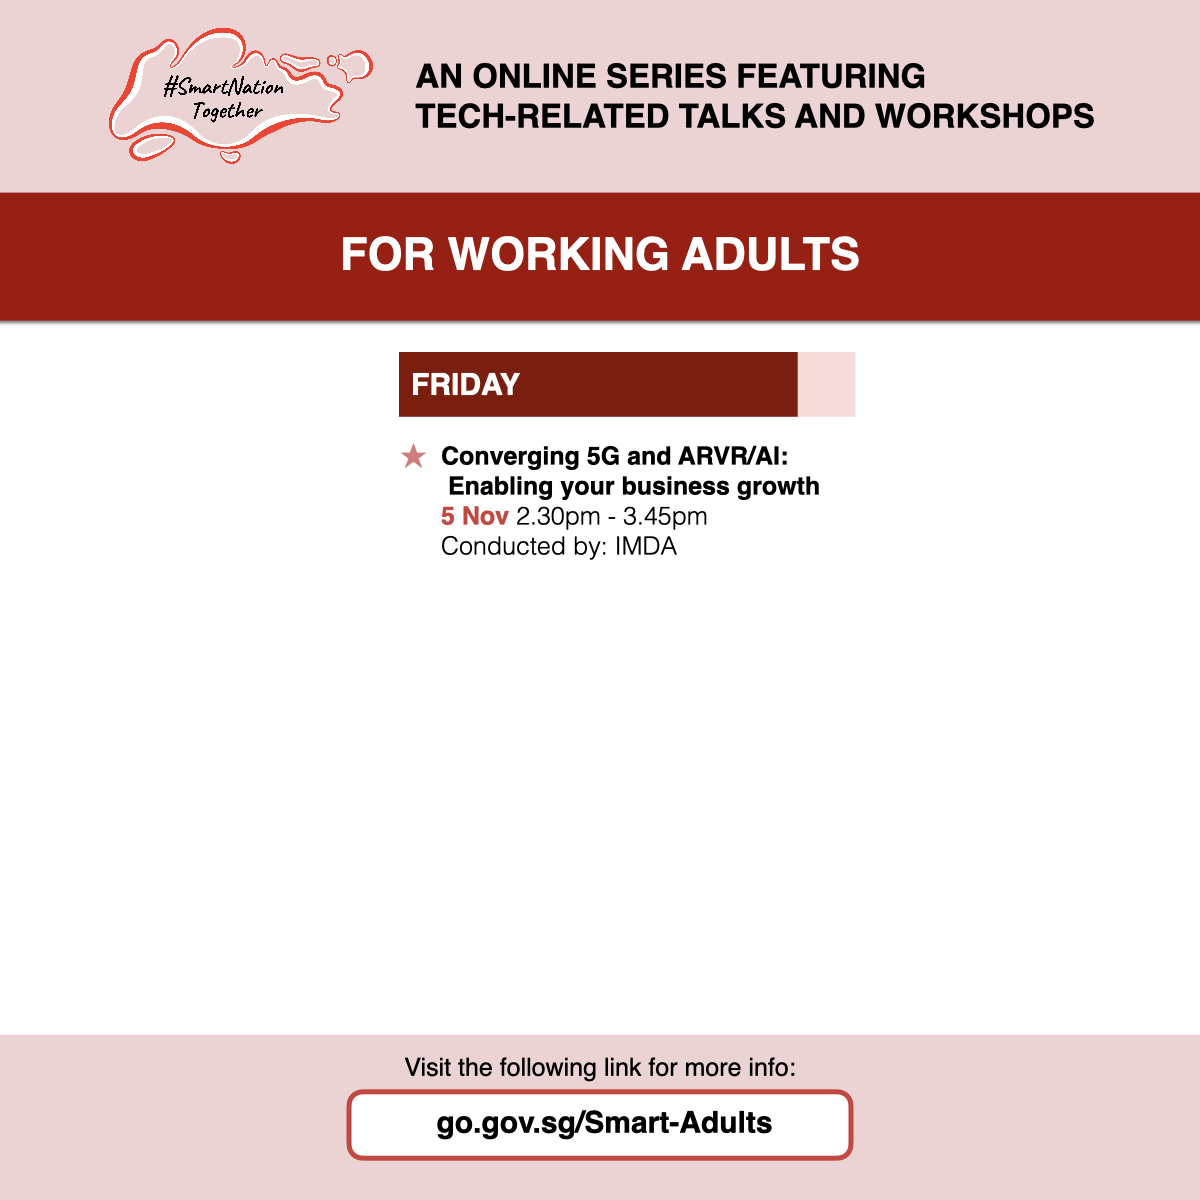 #SmartNation
Together
AN ONLINE SERIES FEATURING
TECH-RELATED TALKS AND WORKSHOPS
FOR WORKING ADULTS
FRIDAY
Converging 5G and ARVR/AI:
Enabling your business growth
5 Nov 2.30pm - 3.45pm
Conducted by: IMDA
Visit the following link for more info:
go.gov.sg/Smart-Adults